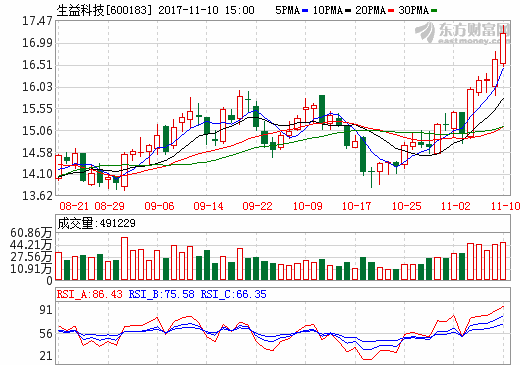 生益科技[600183] 2017-11-10 15:00 5PMA 10PMA 20PMA 30PMA
东方财富网
eastmoney.com
17.47
16.99
16.51
16.03
15.55
15.06
14.58
14.10
13.62
08-21 08-29 09-06 09-14 09-22 10-09 10-17 10-25 11-02 11-10
成交量:491229
60.86万
44.21万
27.56万
10.91万
0
RSI_A:86.43 RSI_B:75.58 RSI_C:66.35
91
56
21